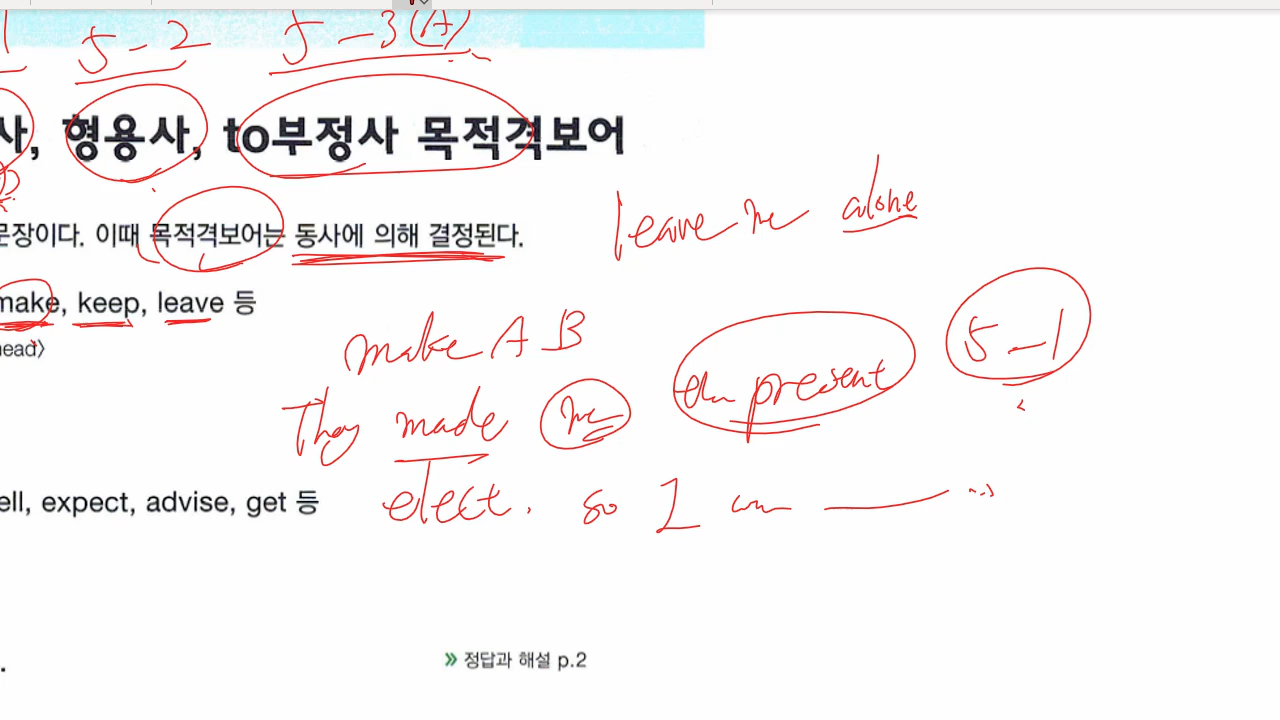 5-2 5-3(A)
사, 형용사, to부정사 목적격보어
leave me alone
문장이다. 이때 목적격보어는 동사에 의해 결정된다.
make, keep, leave 등
make A B 5-1
head〉
They made me present
ell, expect, advise, get 등
elect. so I
» 정답과 해설 p.2